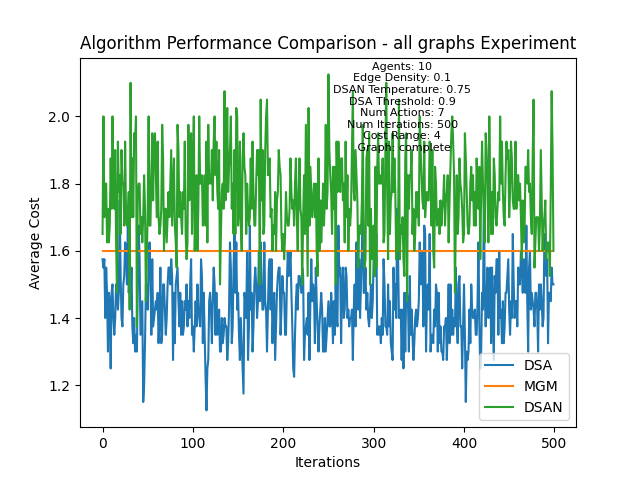 Algorithm Performance Comparison - all graphs Experiment
Agents: 10
Edge Density: 0.1
DSAN Temperature: 0.75
DSA Threshold: 0.9
Num Actions: 7
Num Iterations: 500
Cost Range: 4
Graph: complete
Average Cost
2.0
1.8
1.6
1.4
1.2
DSA
MGM
DSAN
0 100 200 300 400 500
Iterations